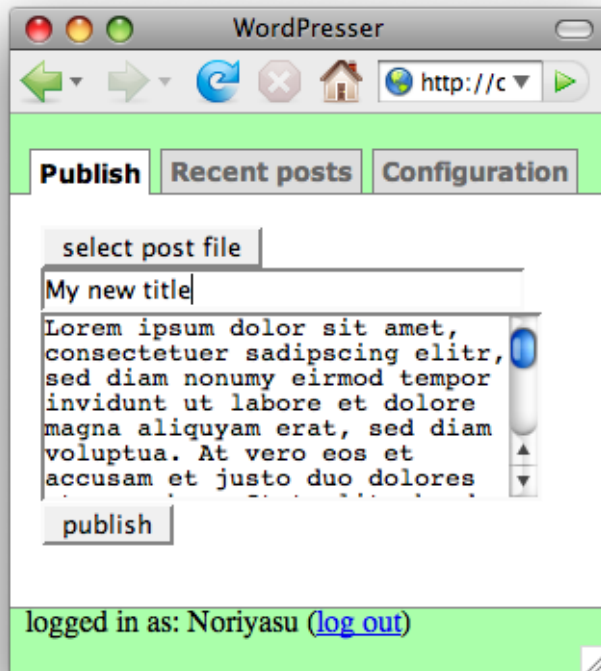 WordPresser
http://c
Publish
Recent posts
Configuration
select post file
My new title
Lorem ipsum dolor sit amet,
consectetuer sadipscing elitr,
sed diam nonumy eirmod tempor
invidunt ut labore et dolore
magna aliquyam erat, sed diam
voluptua. At vero eos et
accusam et justo duo dolores
publish
logged in as: Noriyasu (log out)